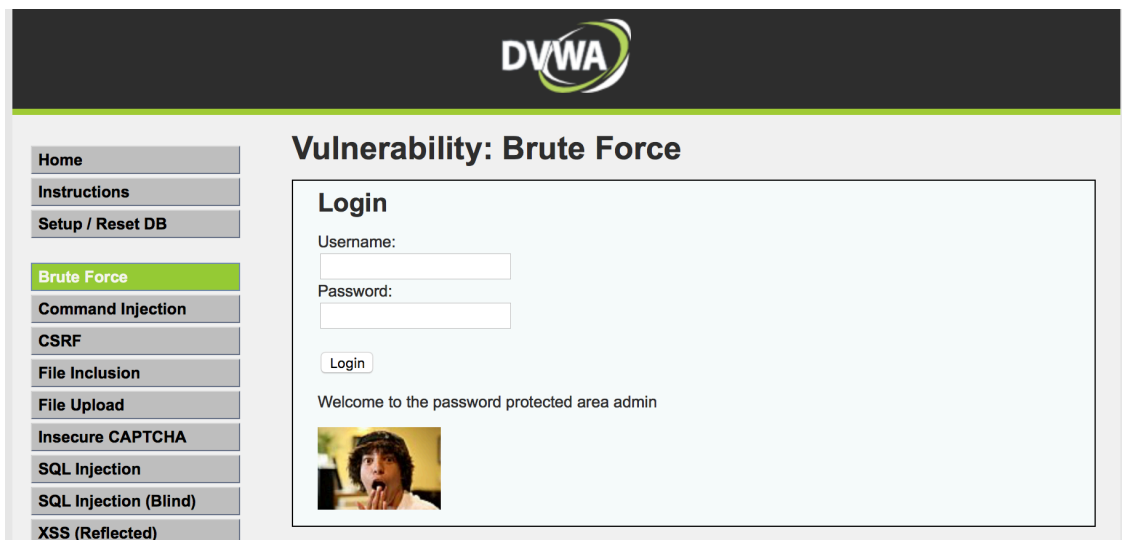 DVWA
Vulnerability: Brute Force
Home
Instructions
Setup / Reset DB
Brute Force
Command Injection
CSRF
File Inclusion
File Upload
Insecure CAPTCHA
SQL Injection
SQL Injection (Blind)
XSS (Reflected)
Login
Username:
Password:
Login
Welcome to the password protected area admin